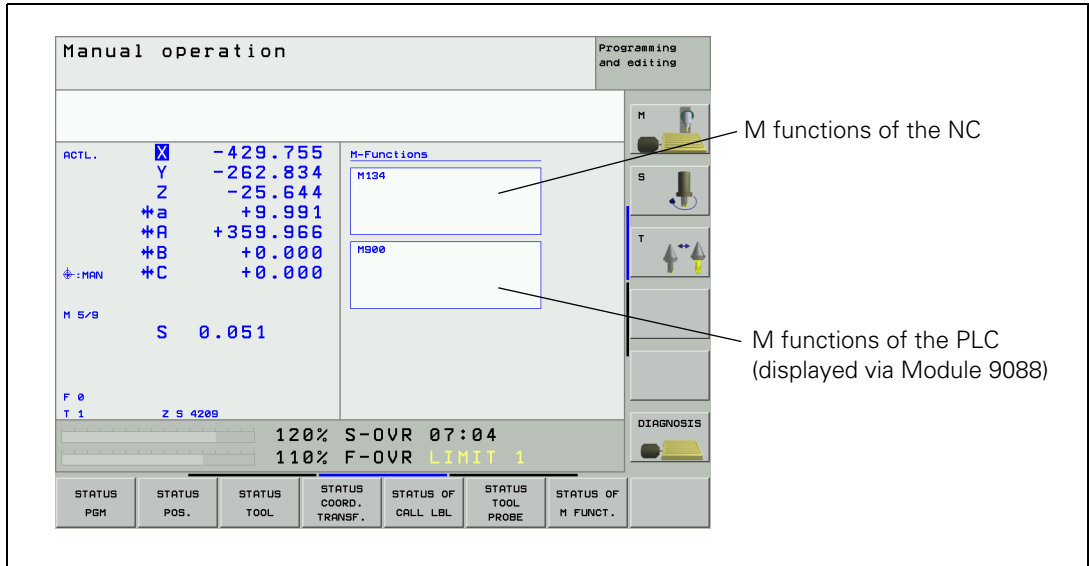 Manual operation
Programming
and editing
M
M functions of the NC
ACTL. X -429.755
Y -262.834
Z -25.644
a +9.991
A +359.966
B +0.000
:MAN C +0.000
M-Functions
M134
M900
S
T
M functions of the PLC
(displayed via Module 9088)
M 5/9
S 0.051
F 0
T 1 Z S 4209
120% S-OVR 07:04
110% F-OVR LIMIT 1
DIAGNOSIS
STATUS
PGM
STATUS
POS.
STATUS
TOOL
STATUS
COORD.
TRANSF.
STATUS OF
CALL LBL
STATUS
TOOL
PROBE
STATUS OF
M FUNCT.